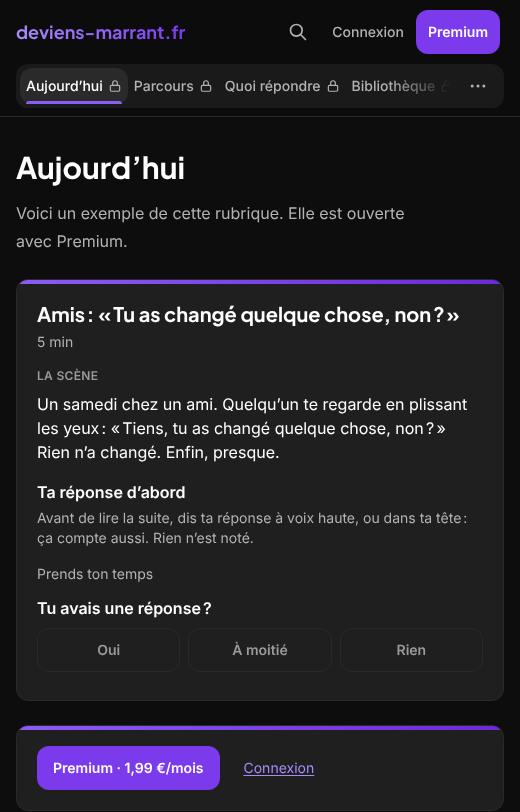 deviens-marrant.fr
Connexion
Premium
Aujourd’hui
Parcours
Quoi répondre
Bibliothèque
Aujourd’hui
Voici un exemple de cette rubrique. Elle est ouverte
avec Premium.
Amis : « Tu as changé quelque chose, non ? »
5 min
LA SCÈNE
Un samedi chez un ami. Quelqu’un te regarde en plissant
les yeux : « Tiens, tu as changé quelque chose, non ? »
Rien n’a changé. Enfin, presque.
Ta réponse d’abord
Avant de lire la suite, dis ta réponse à voix haute, ou dans ta tête :
ça compte aussi. Rien n’est noté.
Prends ton temps
Tu avais une réponse ?
Oui
À moitié
Rien
Premium · 1,99 €/mois
Connexion